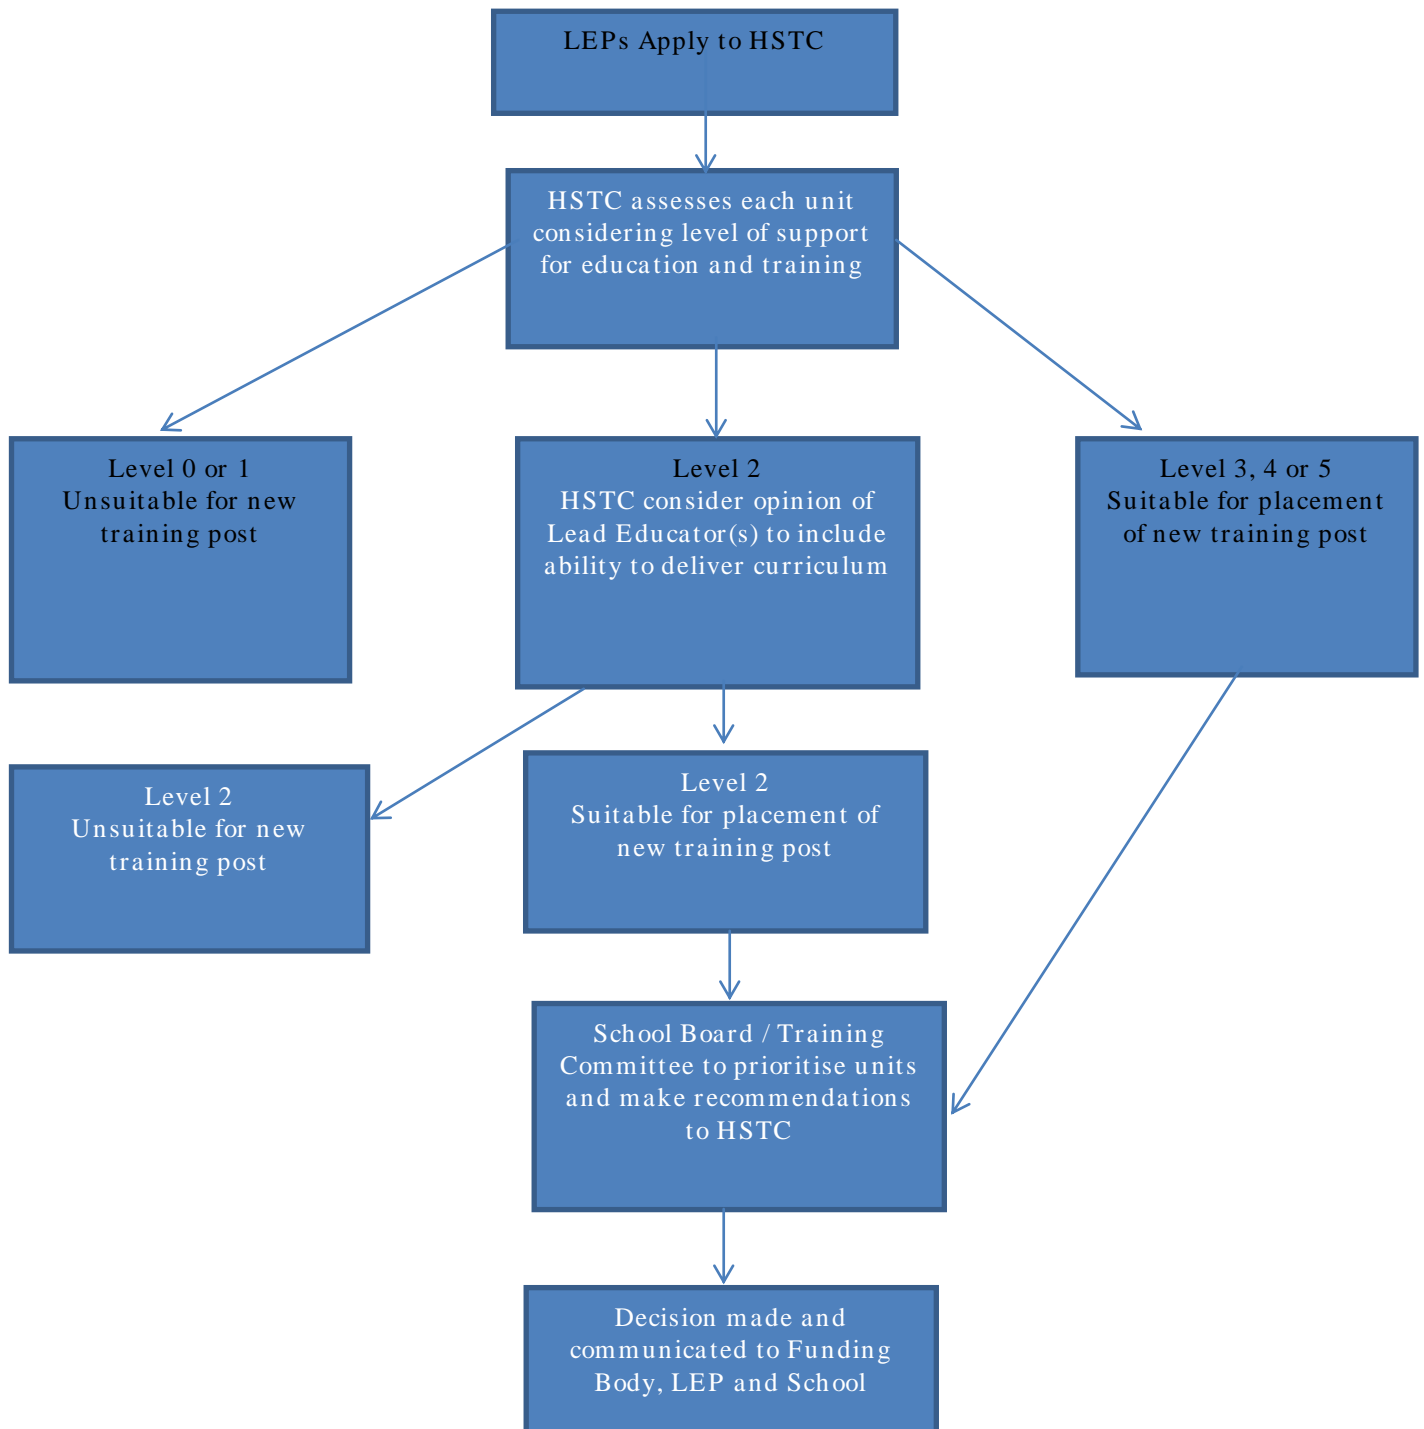 LEPs Apply to HSTC
HSTC assesses each unit
considering level of support
for education and training
Level 0 or 1
Unsuitable for new
training post
Level 2
HSTC consider opinion of
Lead Educator(s) to include
ability to deliver curriculum
Level 3, 4 or 5
Suitable for placement
of new training post
Level 2
Unsuitable for new
training post
Level 2
Suitable for placement of
new training post
School Board / Training
Committee to prioritise units
and make recommendations
to HSTC
Decision made and
communicated to Funding
Body, LEP and School